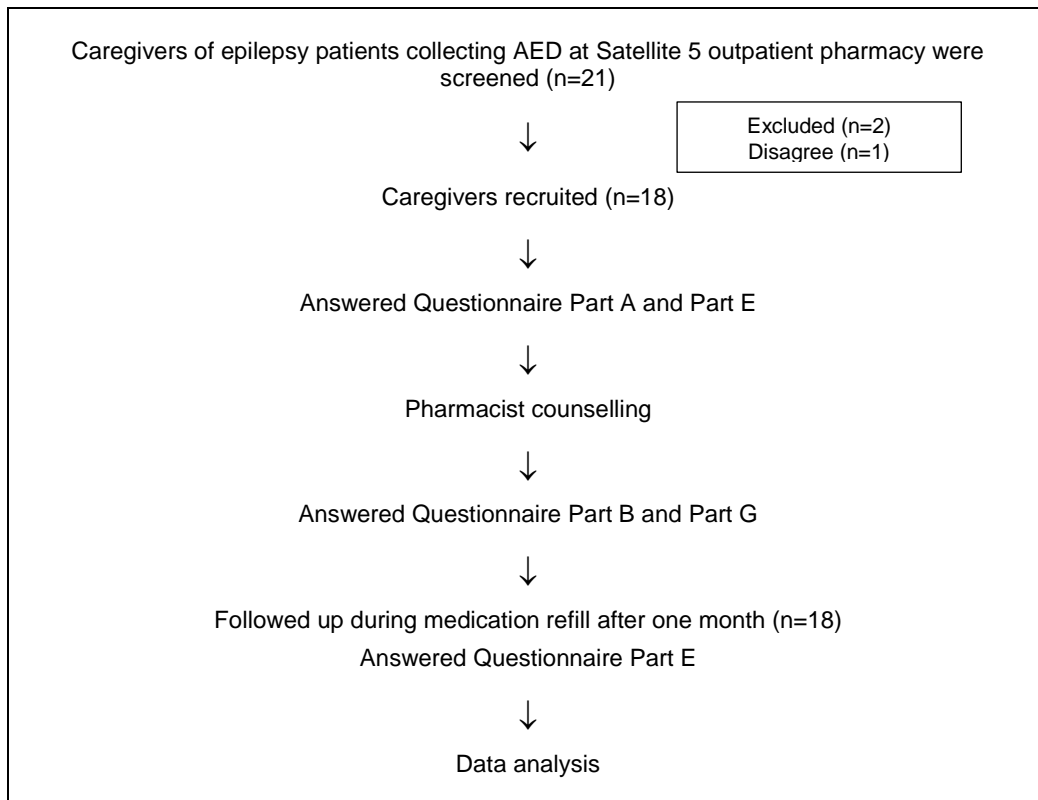 Caregivers of epilepsy patients collecting AED at Satellite 5 outpatient pharmacy were
screened (n=21)
Excluded (n=2)
Disagree (n=1)
↓
Caregivers recruited (n=18)
↓
Answered Questionnaire Part A and Part E
↓
Pharmacist counselling
↓
Answered Questionnaire Part B and Part G
↓
Followed up during medication refill after one month (n=18)
Answered Questionnaire Part E
↓
Data analysis